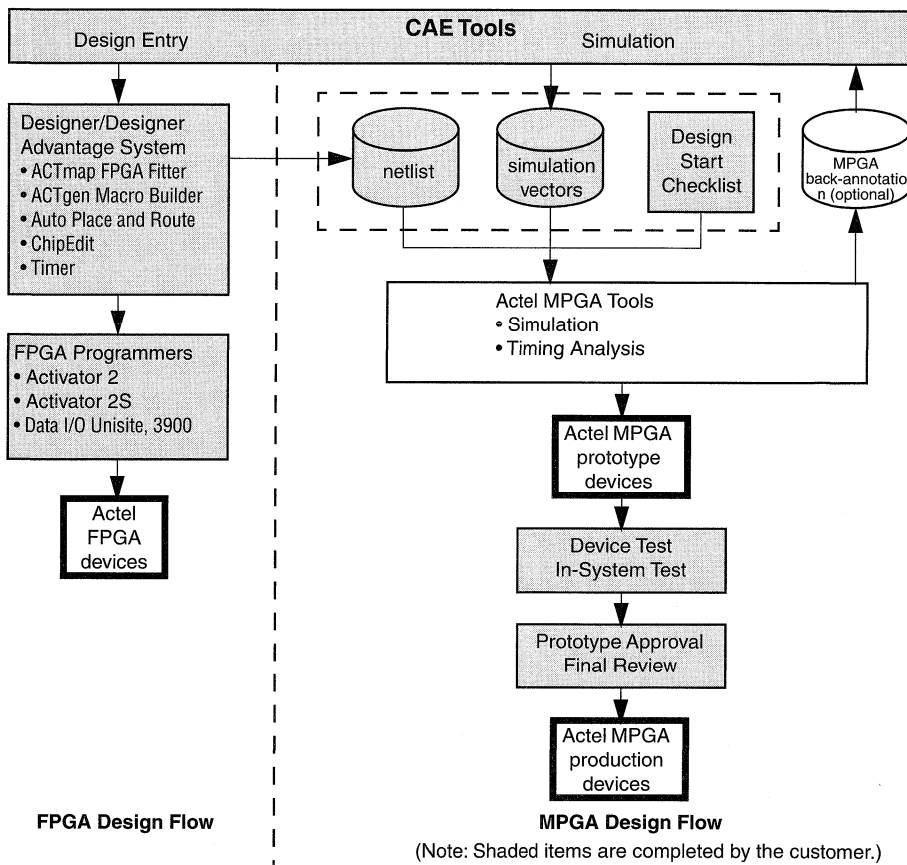 CAE Tools
Design Entry
Simulation
Designer/Designer
Advantage System
• ACTmap FPGA Fitter
• ACTgen Macro Builder
• Auto Place and Route
• ChipEdit
• Timer
netlist
simulation
vectors
Design
Start
Checklist
MPGA
back-annotatio
n (optional)
Actel MPGA Tools
• Simulation
• Timing Analysis
FPGA Programmers
• Activator 2
• Activator 2S
• Data I/O Unisite, 3900
Actel
FPGA
devices
Actel MPGA
prototype
devices
Device Test
In-System Test
Prototype Approval
Final Review
Actel MPGA
production
devices
FPGA Design Flow
MPGA Design Flow
(Note: Shaded items are completed by the customer.)